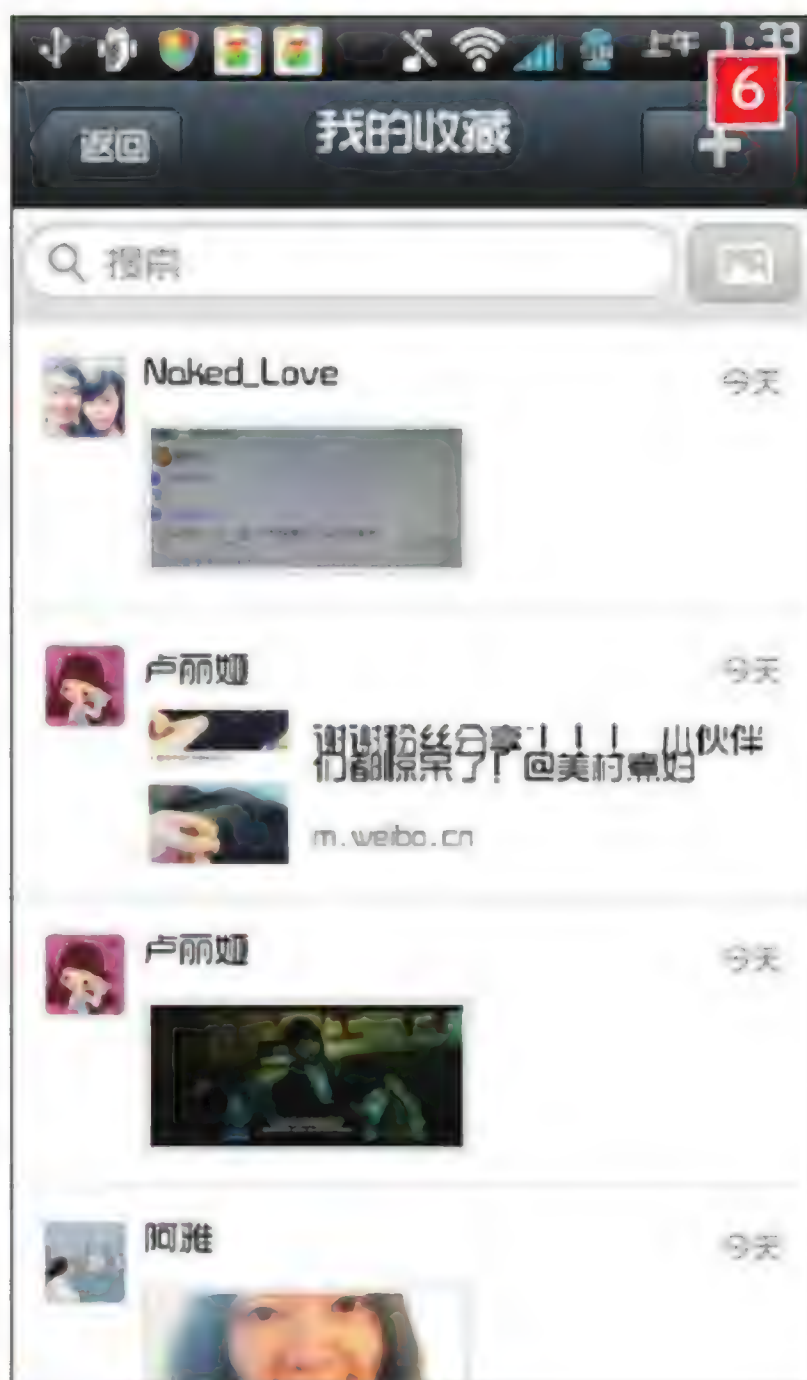 上午 1:33
6
返回
我的收藏
+
搜索
Naked_Love
今天
卢丽娅
今天
谢谢粉丝分享！！！ 小伙伴
们都惊呆了！@美村煮妇
m.weibo.cn
卢丽娅
今天
阿雅
今天